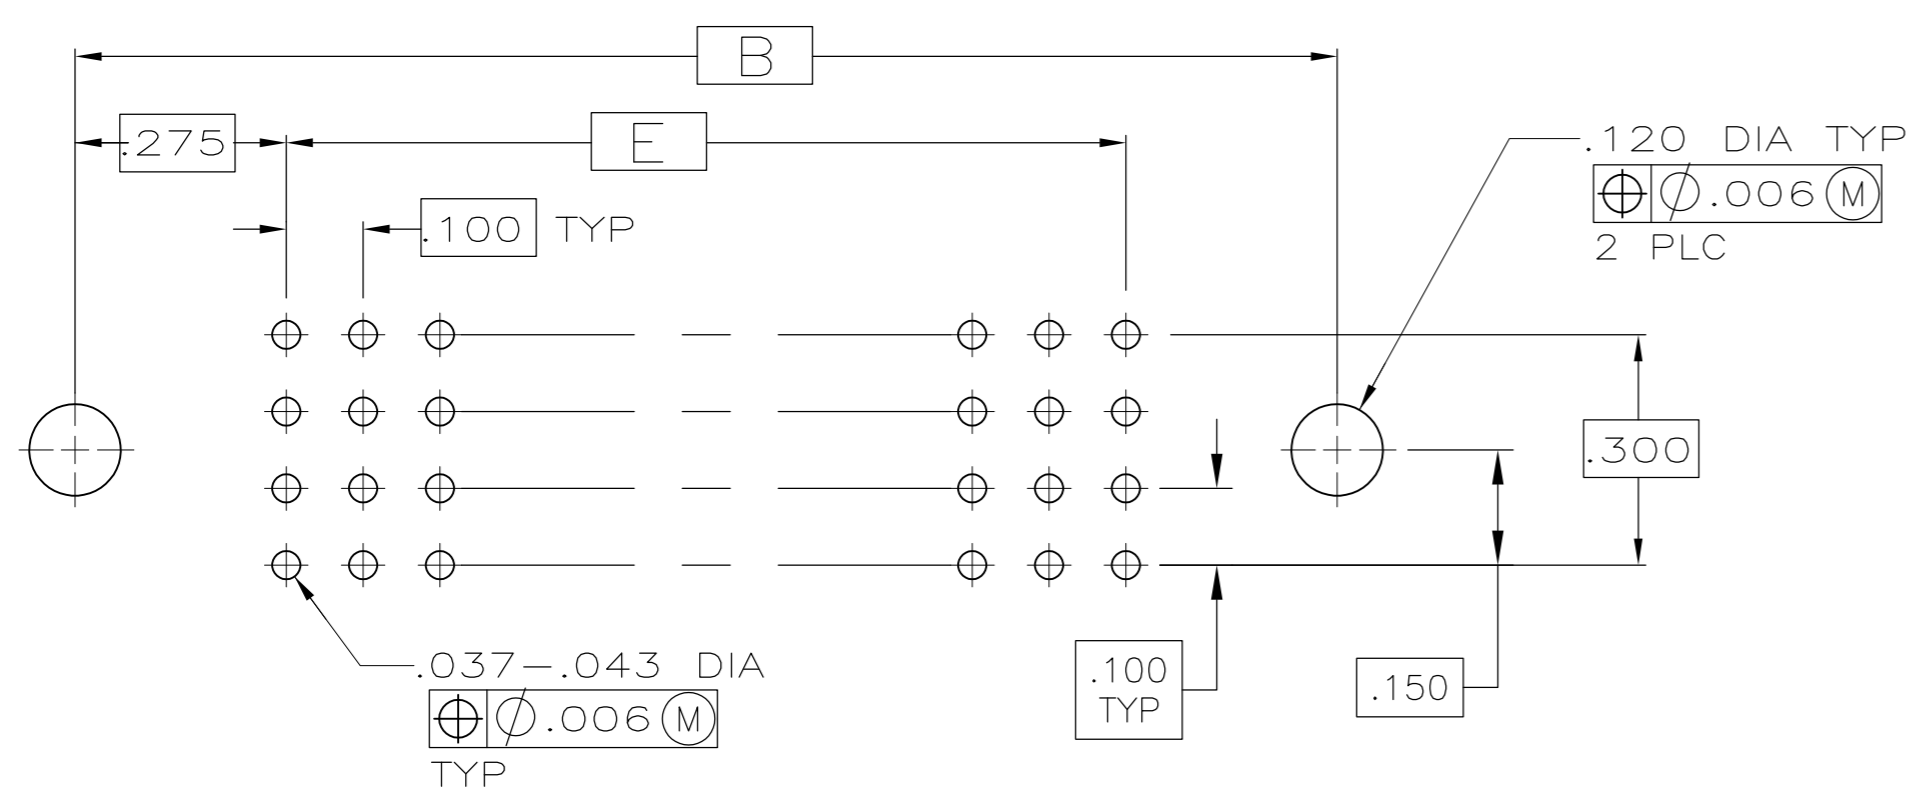 B
.275
E
.120 DIA TYP
⌖ ⌀.006 Ⓜ
2 PLC
.100 TYP
.300
.037-.043 DIA
⌖ ⌀.006 Ⓜ
TYP
.100
TYP
.150